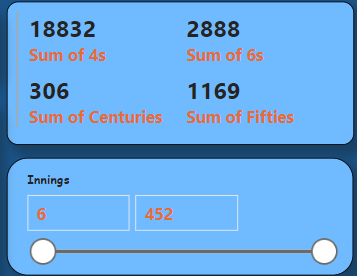 18832 2888
Sum of 4s Sum of 6s
306 1169
Sum of Centuries Sum of Fifties
Innings
6 452